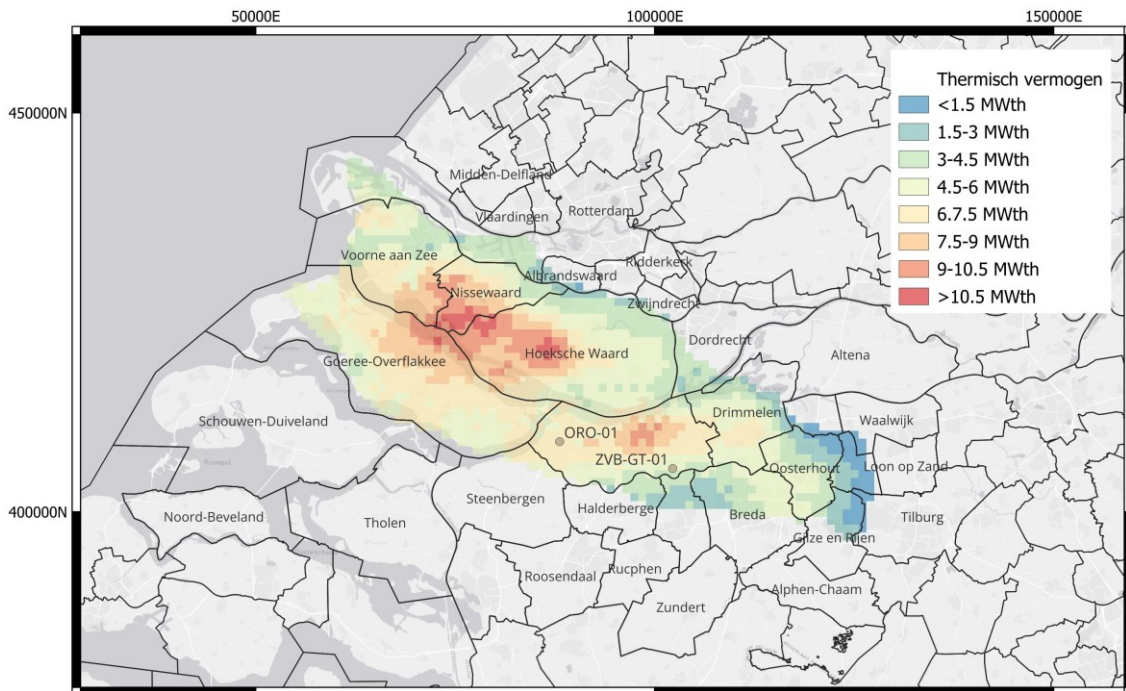 50000E
100000E
150000E
450000N
400000N
Thermisch vermogen
<1.5 MWth
1.5-3 MWth
3-4.5 MWth
4.5-6 MWth
6.7.5 MWth
7.5-9 MWth
9-10.5 MWth
>10.5 MWth
Midden-Delfland
Vlaardingen
Rotterdam
Voorne aan Zee
Ridderkerk
Albrandswaard
Nissewaard
Zwijndrecht
Dordrecht
Hoeksche Waard
Altena
Goeree-Overflakkee
Schouwen-Duiveland
Drimmelen
Waalwijk
ORO-01
ZVB-GT-01
Oosterhout
Loon op Zand
Steenbergen
Halderberge
Breda
Tilburg
Noord-Beveland
Tholen
Gilze en Rijen
Roosendaal
Rucphen
Alphen-Chaam
Zundert